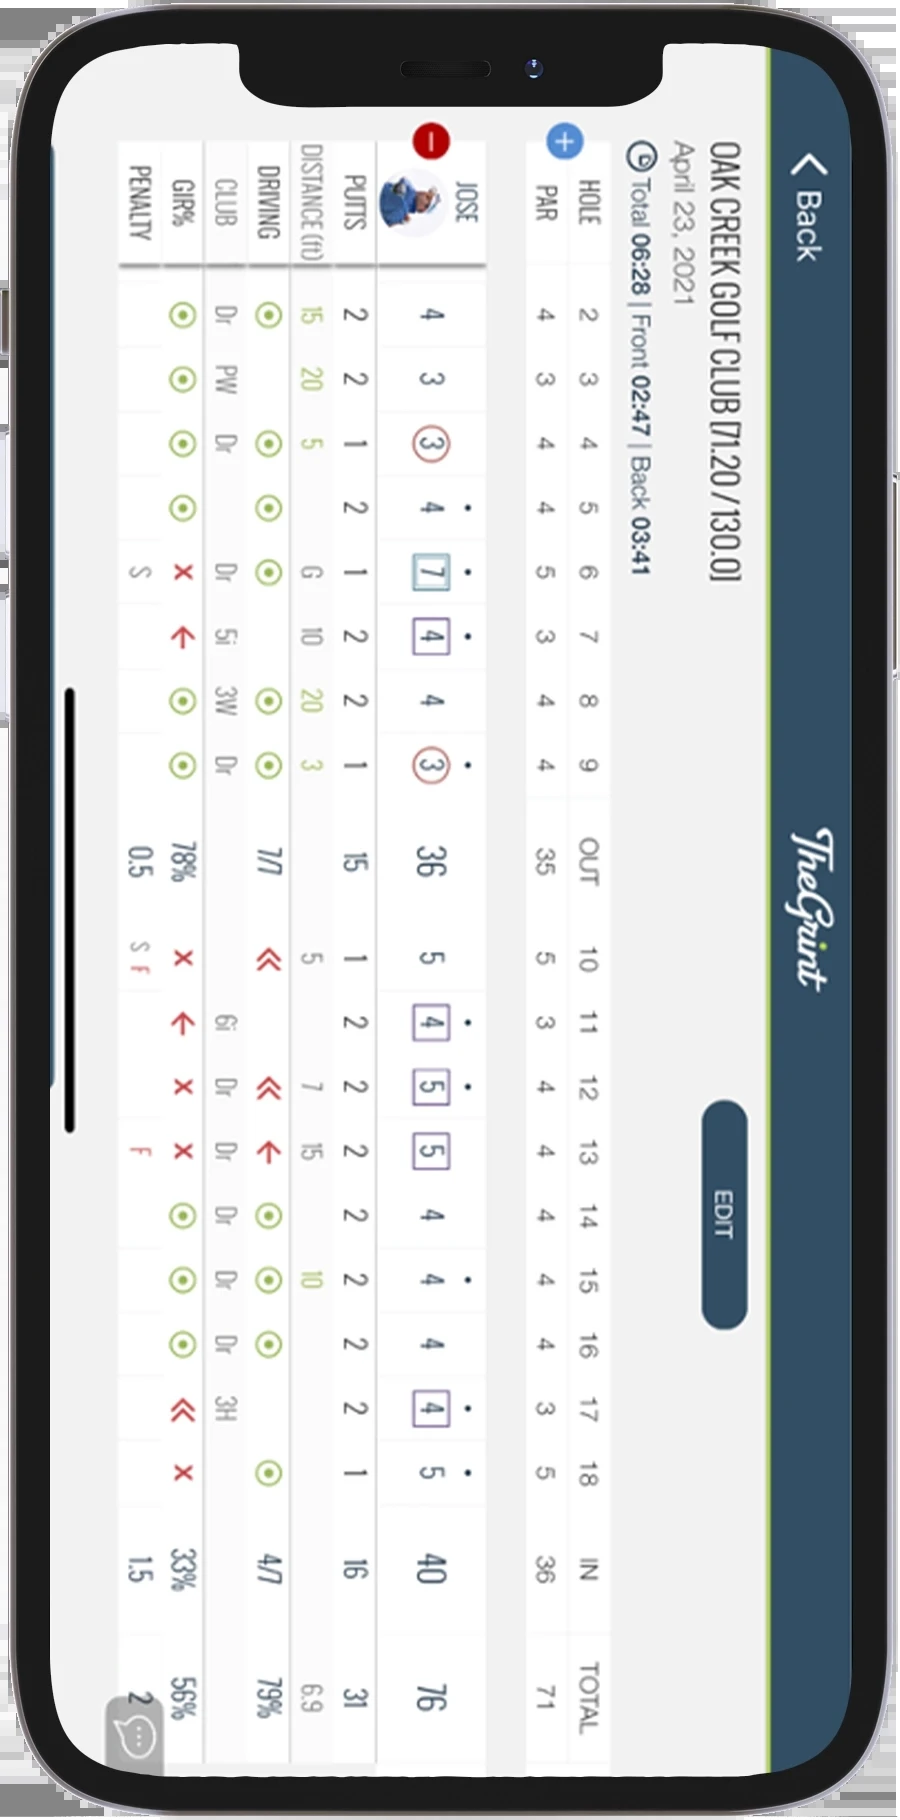 Back
TheGrint
OAK CREEK GOLF CLUB [71.20 / 130.0]
April 23, 2021
EDIT
Total 06:28 | Front 02:47 | Back 03:41
HOLE 2 3 4 5 6 7 8 9 OUT 10 11 12 13 14 15 16 17 18 IN TOTAL
PAR 4 3 4 4 5 3 4 4 35 5 3 4 4 4 4 4 3 5 36 71
JOSE
4 3 3 4 7 4 4 3 36 5 4 5 5 4 4 4 4 5 40 76
PUTTS 2 2 1 2 1 2 2 1 15 1 2 2 2 2 2 2 2 1 16 31
DISTANCE (ft) 15 20 5 G 10 20 3 5 7 15 10 6.9
DRIVING 7/7 4/7 79%
CLUB Dr PW Dr Dr 5i 3W Dr 6i Dr Dr Dr Dr Dr 3H
GIR% x 78% x x x x 33% 56%
PENALTY S 0.5 S F F 1.5 2